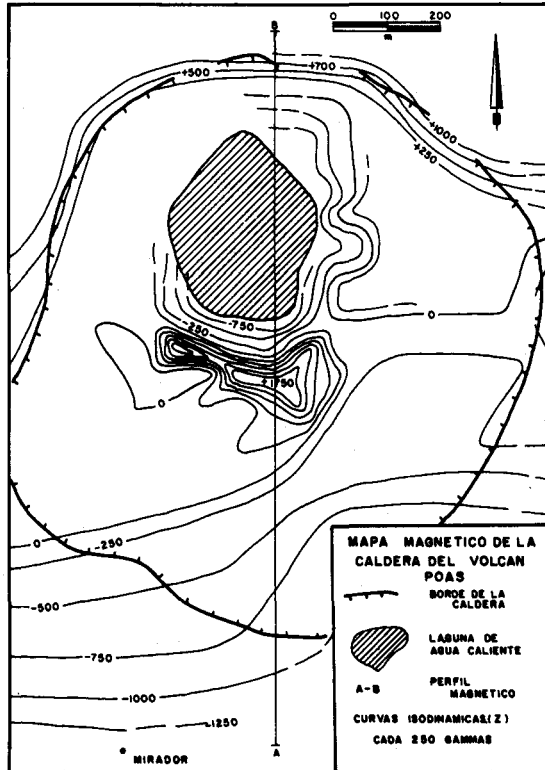 B
0 100 200
m
+500
+700
+1000
+250
-750
-250
+1750
0
0
0
-250
-500
-750
-1000
-1250
MIRADOR
A
MAPA MAGNETICO DE LA
CALDERA DEL VOLCAN
POAS
BORDE DE LA
CALDERA
LAGUNA DE
AGUA CALIENTE
A-B PERFIL
MAGNETICO
CURVAS ISODINAMICAS(Z)
CADA 250 GAMMAS